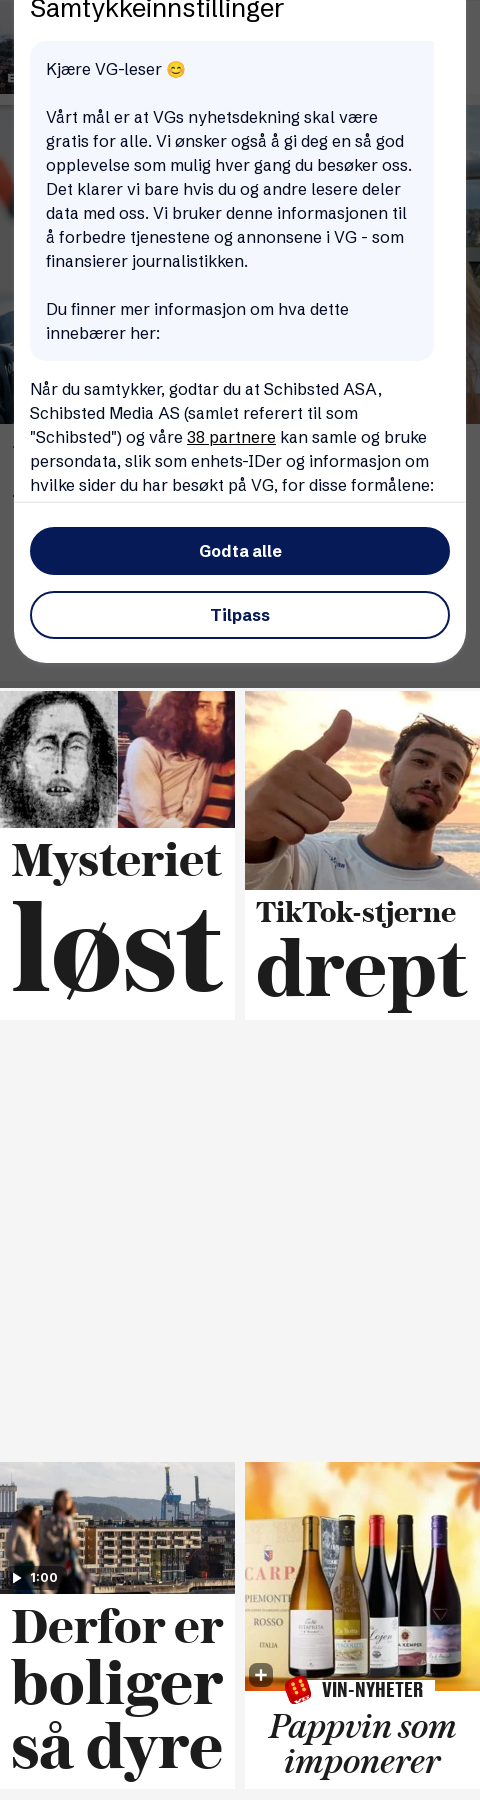 Samtykkeinnstillinger
Kjære VG-leser 😊
Vårt mål er at VGs nyhetsdekning skal være
gratis for alle. Vi ønsker også å gi deg en så god
opplevelse som mulig hver gang du besøker oss.
Det klarer vi bare hvis du og andre lesere deler
data med oss. Vi bruker denne informasjonen til
å forbedre tjenestene og annonsene i VG - som
finansierer journalistikken.
Du finner mer informasjon om hva dette
innebærer her:
Når du samtykker, godtar du at Schibsted ASA,
Schibsted Media AS (samlet referert til som
"Schibsted") og våre 38 partnere kan samle og bruke
persondata, slik som enhets-IDer og informasjon om
hvilke sider du har besøkt på VG, for disse formålene:
Godta alle
Tilpass
Mysteriet
løst
TikTok-stjerne
drept
1:00
Derfor er
boliger
så dyre
CARP
PIEMONTE
ROSSO
ITALIA
VIN-NYHETER
Pappvin som
imponerer